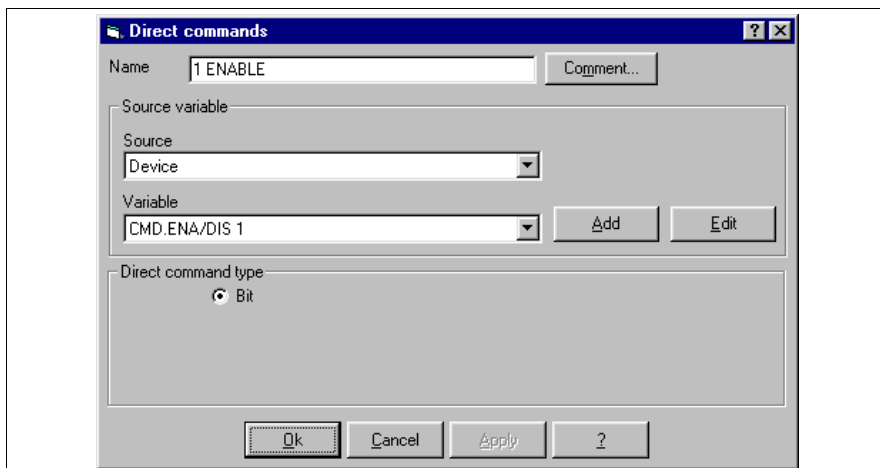 Direct commands
Name 1 ENABLE Comment...
Source variable
Source
Device
Variable
CMD.ENA/DIS 1 Add Edit
Direct command type
Bit
Ok Cancel Apply ?